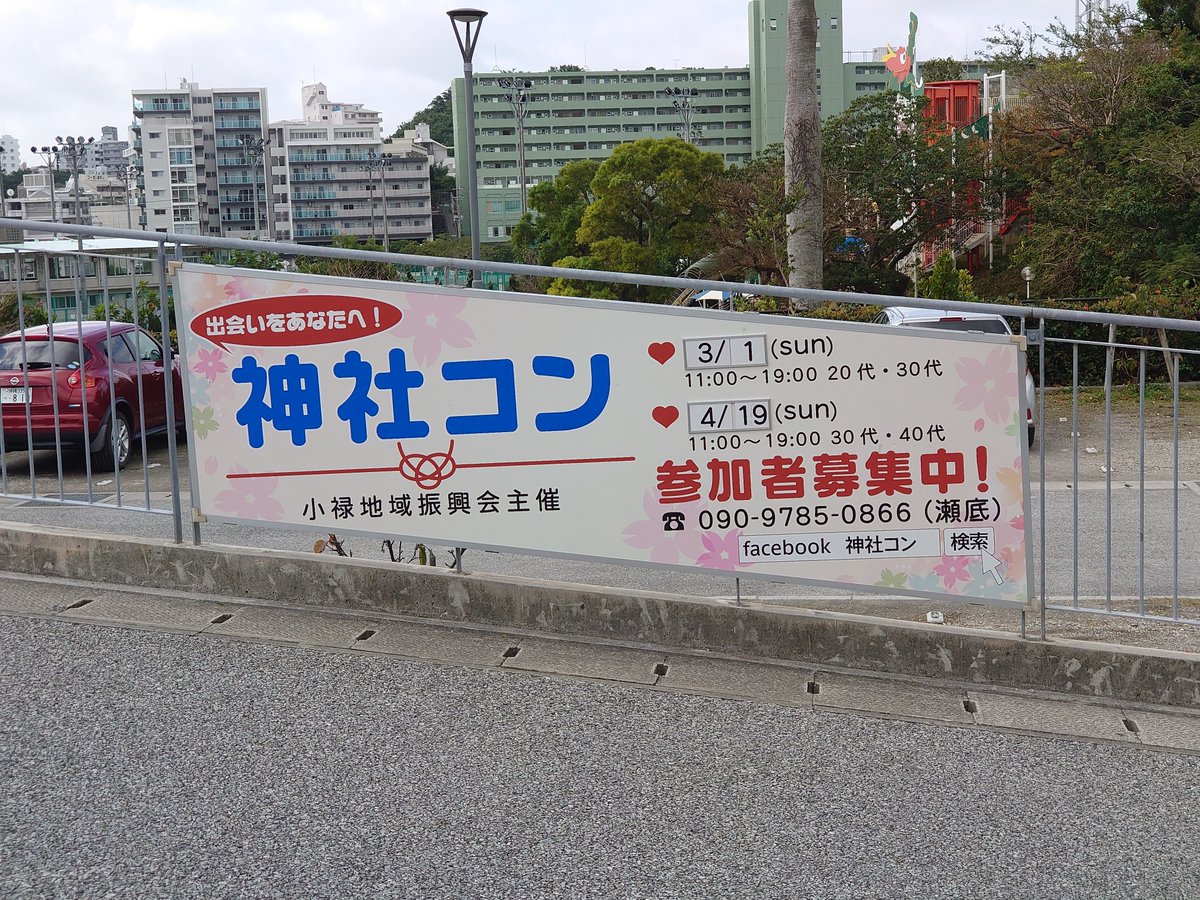 出会いをあなたへ!
神社コン
小禄地域振興会主催
3/ 1 (sun)
11:00～19:00 20代・30代
4/ 19 (sun)
11:00～19:00 30代・40代
参加者募集中!
☎ 090-9785-0866（瀬底）
facebook 神社コン 検索